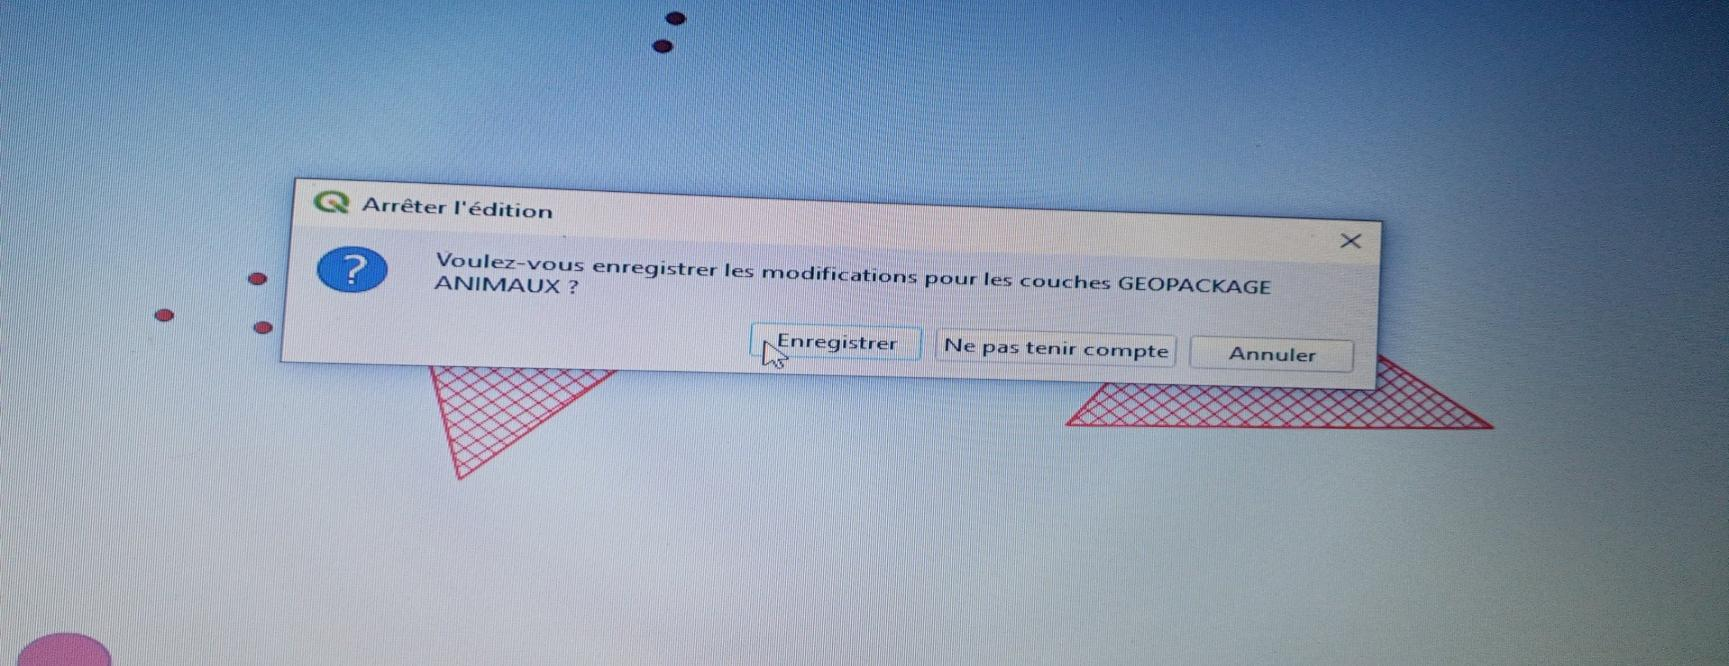 Arrêter l'édition
Voulez-vous enregistrer les modifications pour les couches GEOPACKAGE
ANIMAUX ?
Enregistrer
Ne pas tenir compte
Annuler